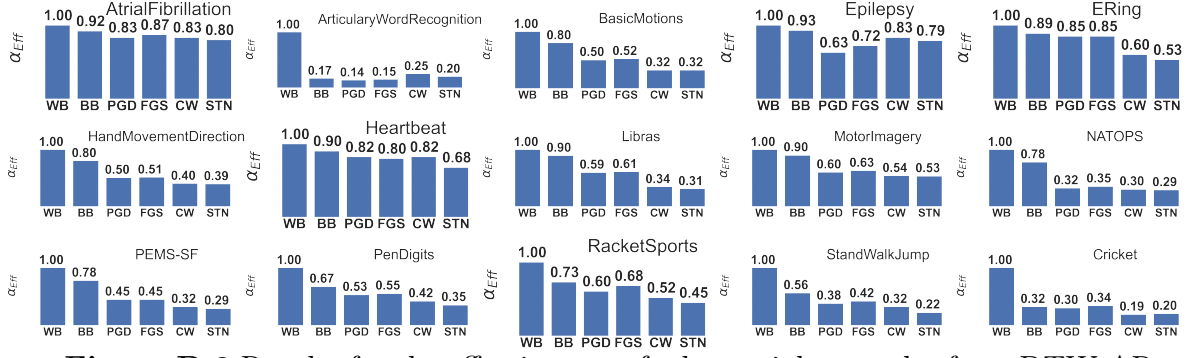 AtrialFibrillation
α_Eff
1.00 0.92 0.83 0.87 0.83 0.80
WB BB PGD FGS CW STN
ArticularyWordRecognition
α_Eff
1.00 0.17 0.14 0.15 0.25 0.20
WB BB PGD FGS CW STN
BasicMotions
α_Eff
1.00 0.80 0.50 0.52 0.32 0.32
WB BB PGD FGS CW STN
Epilepsy
α_Eff
1.00 0.93 0.63 0.72 0.83 0.79
WB BB PGD FGS CW STN
ERing
α_Eff
1.00 0.89 0.85 0.85 0.60 0.53
WB BB PGD FGS CW STN
HandMovementDirection
α_Eff
1.00 0.80 0.50 0.51 0.40 0.39
WB BB PGD FGS CW STN
Heartbeat
α_Eff
1.00 0.90 0.82 0.80 0.82 0.68
WB BB PGD FGS CW STN
Libras
α_Eff
1.00 0.90 0.59 0.61 0.34 0.31
WB BB PGD FGS CW STN
MotorImagery
α_Eff
1.00 0.90 0.60 0.63 0.54 0.53
WB BB PGD FGS CW STN
NATOPS
α_Eff
1.00 0.78 0.32 0.35 0.30 0.29
WB BB PGD FGS CW STN
PEMS-SF
α_Eff
1.00 0.78 0.45 0.45 0.32 0.29
WB BB PGD FGS CW STN
PenDigits
α_Eff
1.00 0.67 0.53 0.55 0.42 0.35
WB BB PGD FGS CW STN
RacketSports
α_Eff
1.00 0.73 0.60 0.68 0.52 0.45
WB BB PGD FGS CW STN
StandWalkJump
α_Eff
1.00 0.56 0.38 0.42 0.32 0.22
WB BB PGD FGS CW STN
Cricket
α_Eff
1.00 0.32 0.30 0.34 0.19 0.20
WB BB PGD FGS CW STN